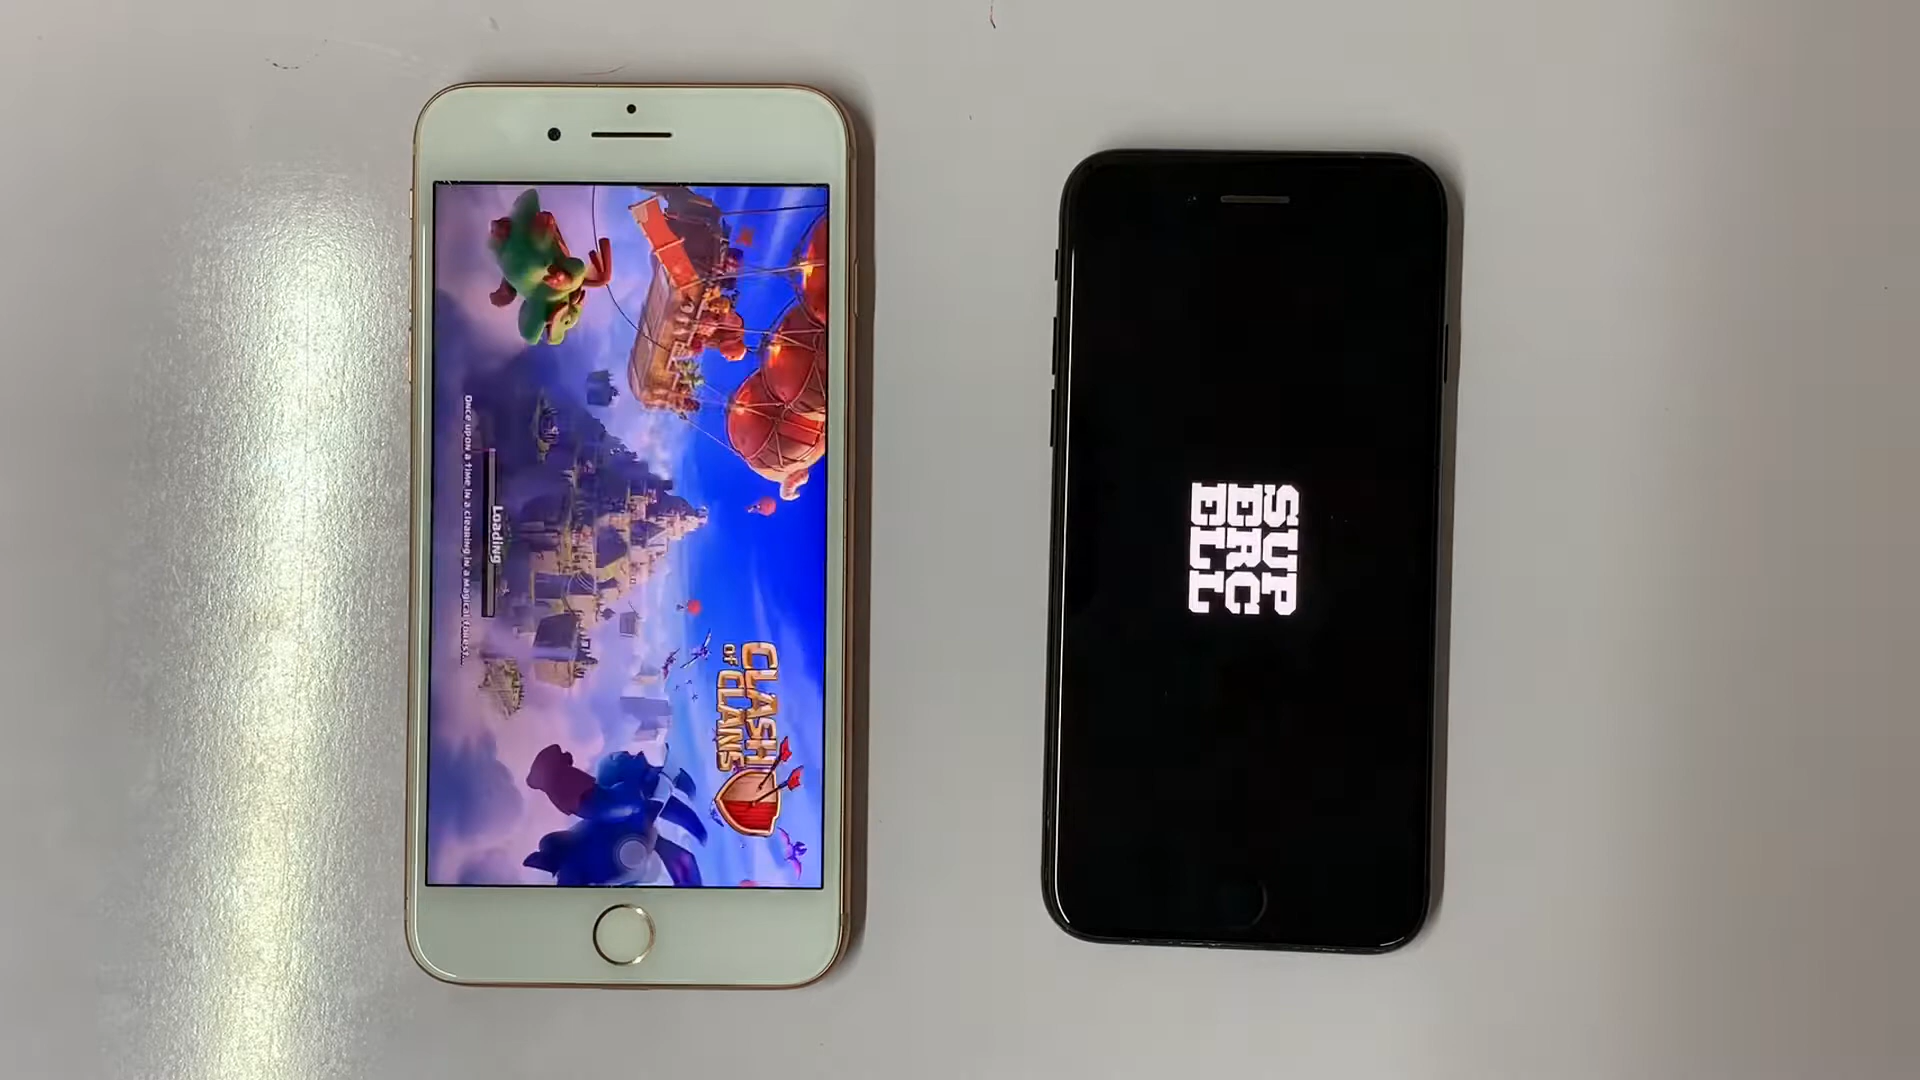 CLASH
OF CLANS
Loading
Once upon a time in a clearing in a magical forest...
SUP
ERC
ELL